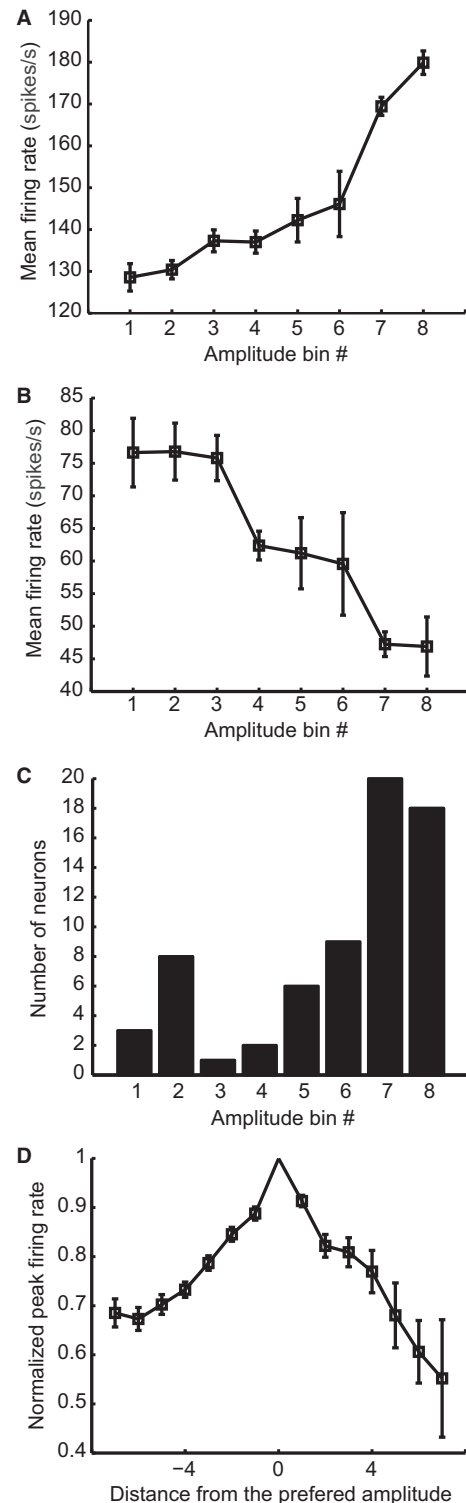 A
190
180
170
160
150
140
130
120
Mean firing rate (spikes/s)
1 2 3 4 5 6 7 8
Amplitude bin #
B
85
80
75
70
65
60
55
50
45
40
Mean firing rate (spikes/s)
1 2 3 4 5 6 7 8
Amplitude bin #
C
20
18
16
14
12
10
8
6
4
2
0
Number of neurons
1 2 3 4 5 6 7 8
Amplitude bin #
D
1
0.9
0.8
0.7
0.6
0.5
0.4
Normalized peak firing rate
−4 0 4
Distance from the prefered amplitude